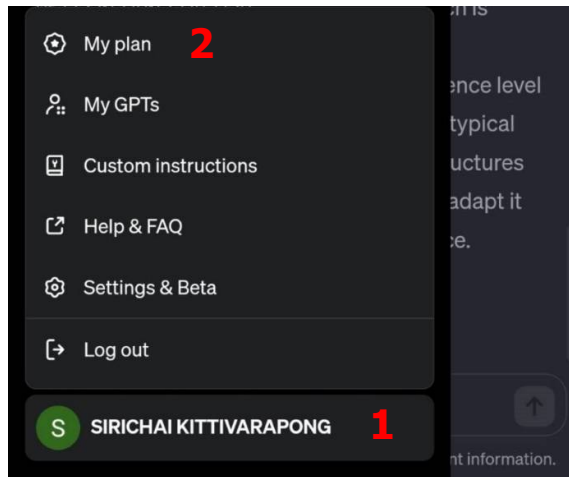 My plan 2
My GPTs
Custom instructions
Help & FAQ
Settings & Beta
Log out
S SIRICHAI KITTIVARAPONG 1
ence level
typical
uctures
adapt it
ce.
nt information.